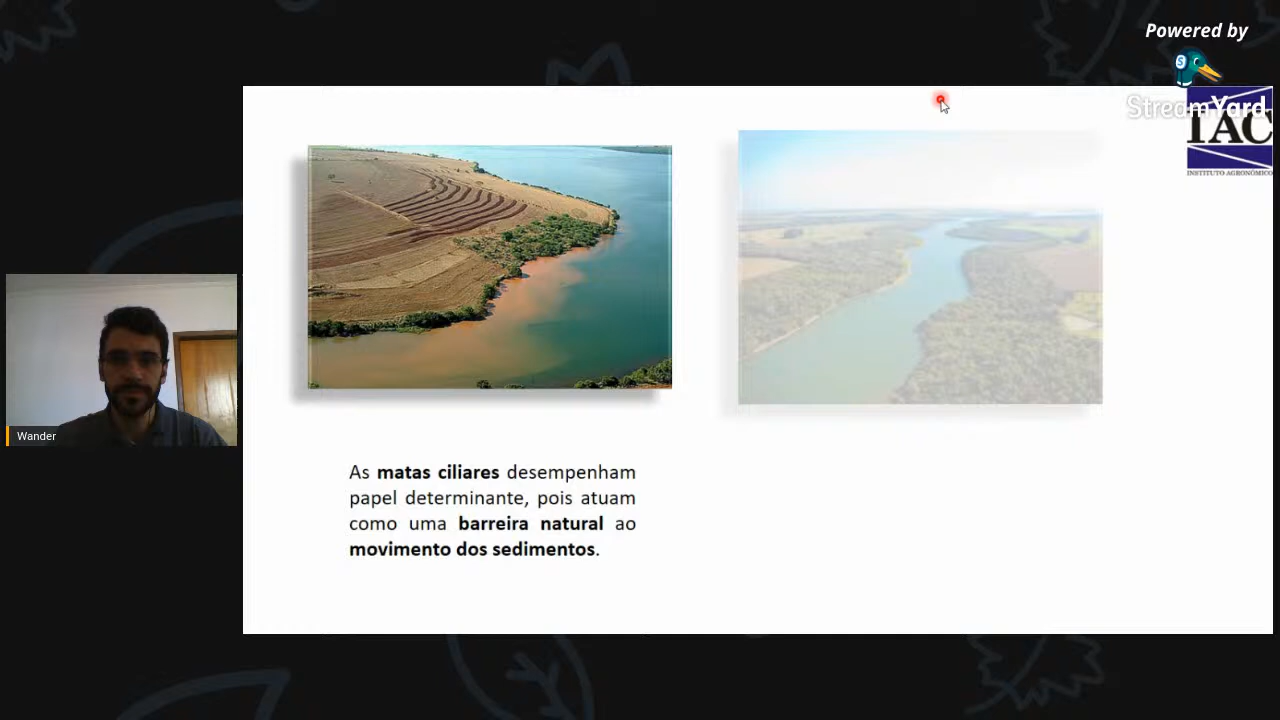 Powered by
StreamYard
IAC
INSTITUTO AGRONÔMICO
As matas ciliares desempenham
papel determinante, pois atuam
como uma barreira natural ao
movimento dos sedimentos.
Wander